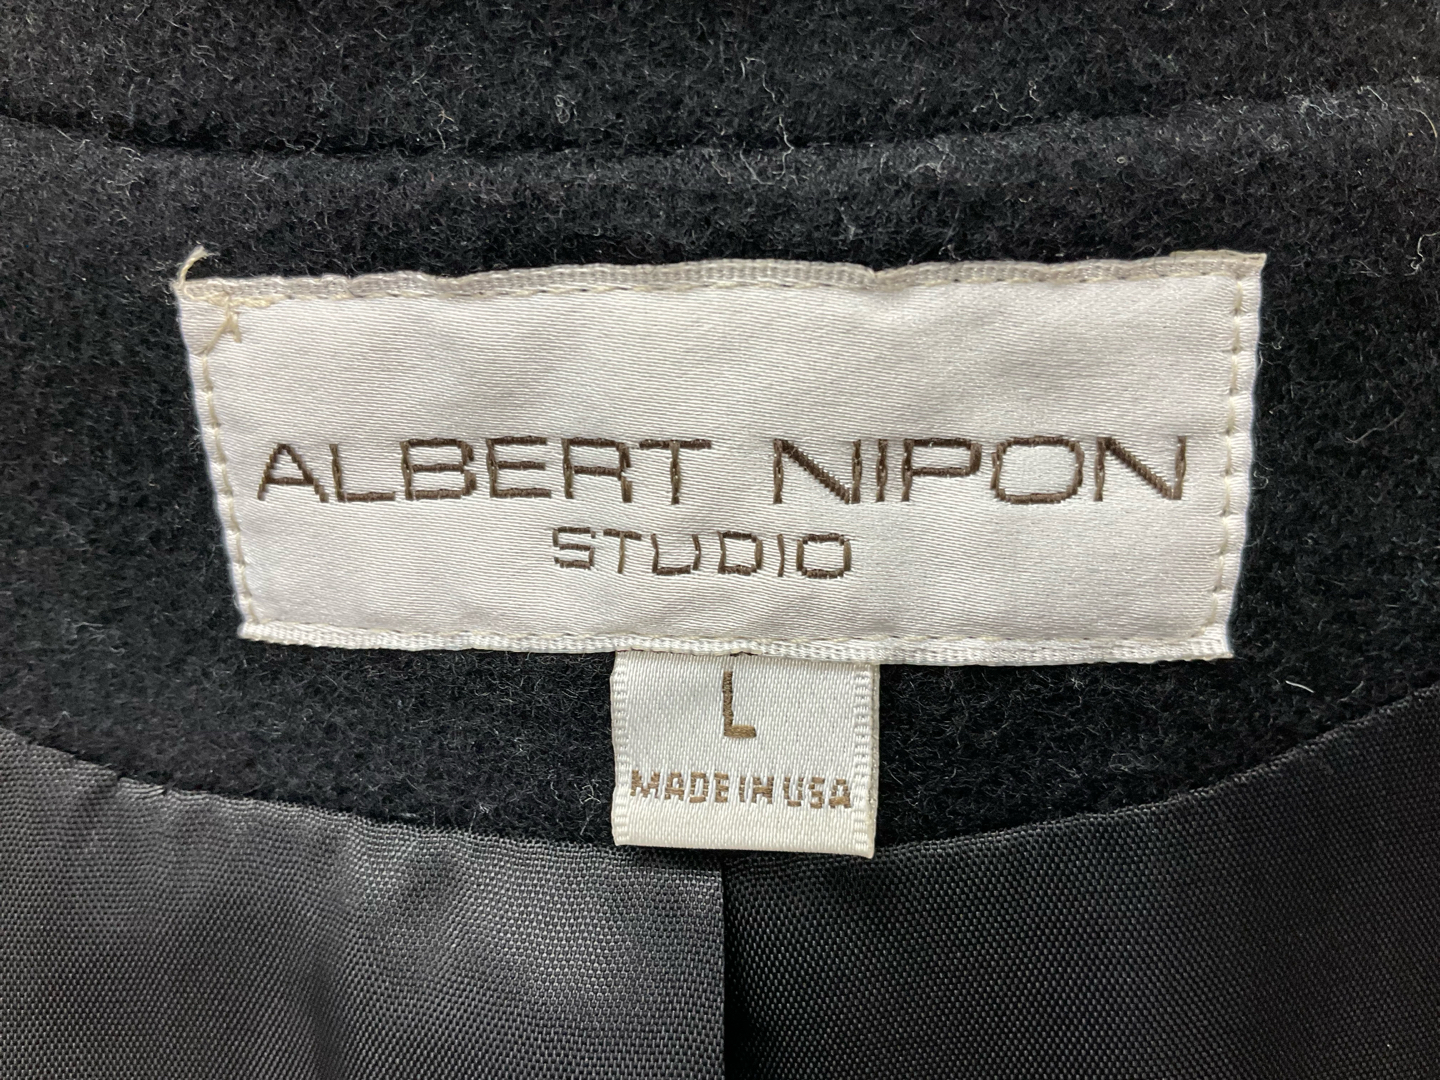 ALBERT NIPON
STUDIO
L
MADE IN USA